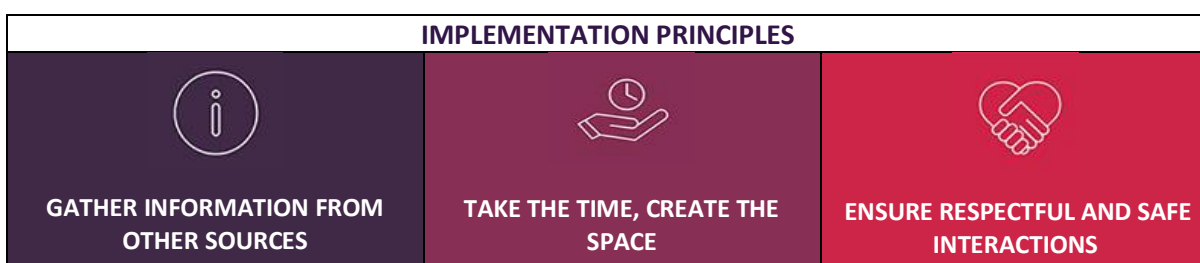 IMPLEMENTATION PRINCIPLES
GATHER INFORMATION FROM
OTHER SOURCES
TAKE THE TIME, CREATE THE
SPACE
ENSURE RESPECTFUL AND SAFE
INTERACTIONS